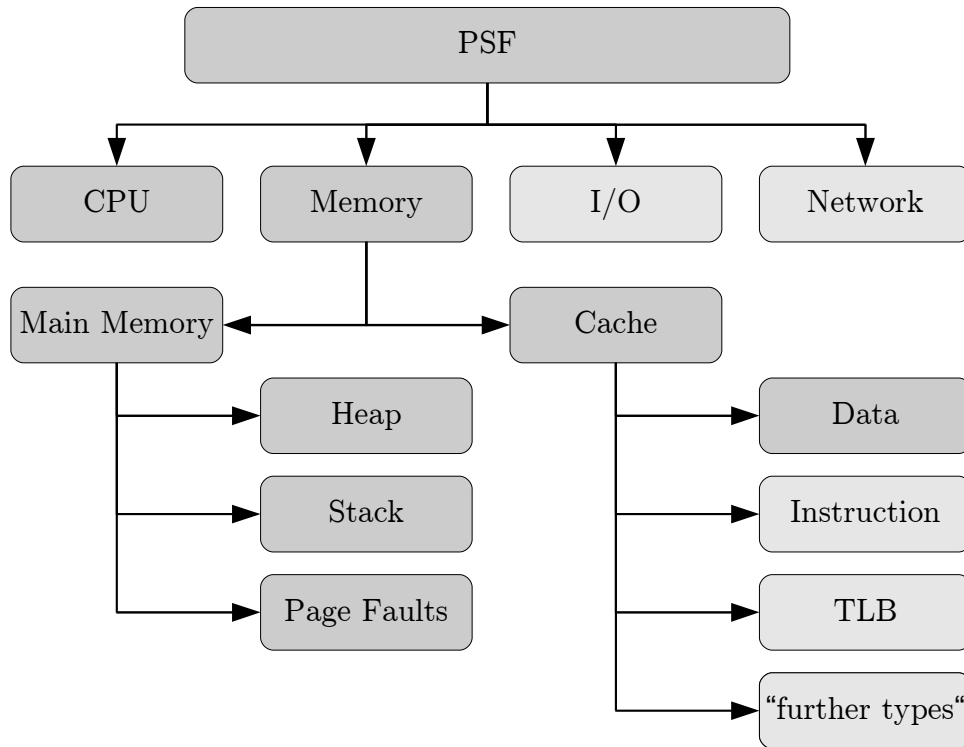 PSF
CPU
Memory
I/O
Network
Main Memory
Cache
Heap
Data
Stack
Instruction
Page Faults
TLB
“further types“